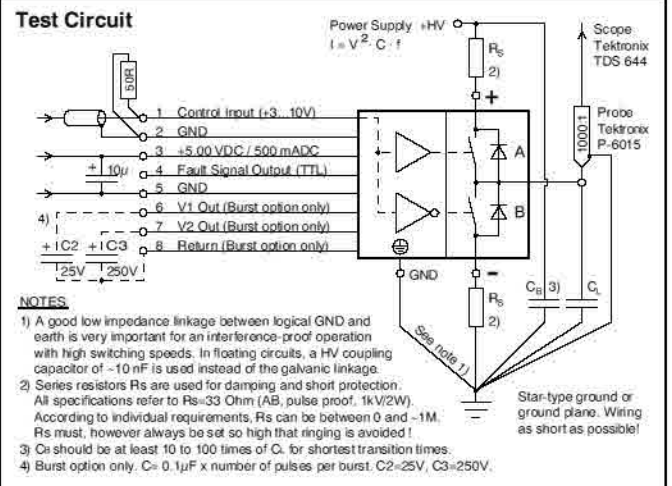 Test Circuit
Power Supply +HV
I = V² · C · f
Scope
Tektronix
TDS 644
RS
2)
50R
+
1 Control Input (+3...10V)
2 GND
3 +5.00 VDC / 500 mADC
4 Fault Signal Output (TTL)
5 GND
6 V1 Out (Burst option only)
7 V2 Out (Burst option only)
8 Return (Burst option only)
+ 10µ
4)
+ C2
25V
+ C3
250V
A
B
1000:1
Probe
Tektronix
P-6015
GND
-
RS
2)
CB 3)
CL
See note 1)
Star-type ground or
ground plane. Wiring
as short as possible!
NOTES
1) A good low impedance linkage between logical GND and
earth is very important for an interference-proof operation
with high switching speeds. In floating circuits, a HV coupling
capacitor of ~10 nF is used instead of the galvanic linkage.
2) Series resistors Rs are used for damping and short protection.
All specifications refer to Rs=33 Ohm (AB, pulse proof, 1kV/2W).
According to individual requirements, Rs can be between 0 and ~1M.
Rs must, however always be set so high that ringing is avoided !
3) CB should be at least 10 to 100 times of CL for shortest transition times.
4) Burst option only. C= 0.1µF x number of pulses per burst. C2=25V, C3=250V.